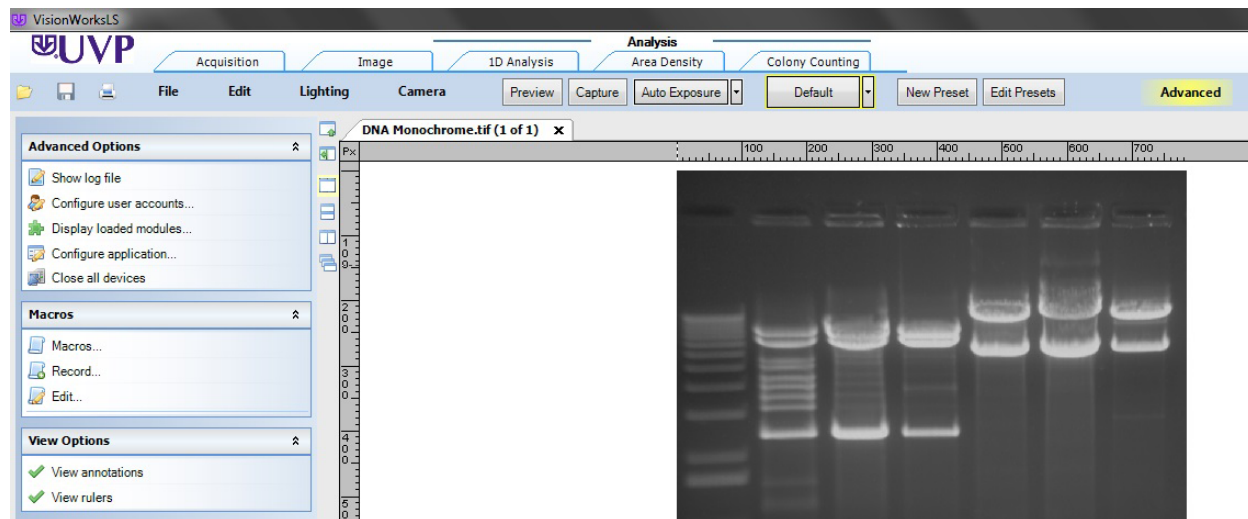 VisionWorksLS
UVP
Analysis
Acquisition Image 1D Analysis Area Density Colony Counting
File Edit Lighting Camera Preview Capture Auto Exposure Default New Preset Edit Presets Advanced
DNA Monochrome.tif (1 of 1) x
Px 100 200 300 400 500 600 700
Advanced Options
Show log file
Configure user accounts...
Display loaded modules...
Configure application...
Close all devices
Macros
Macros...
Record...
Edit...
View Options
View annotations
View rulers
100
200
300
400
50